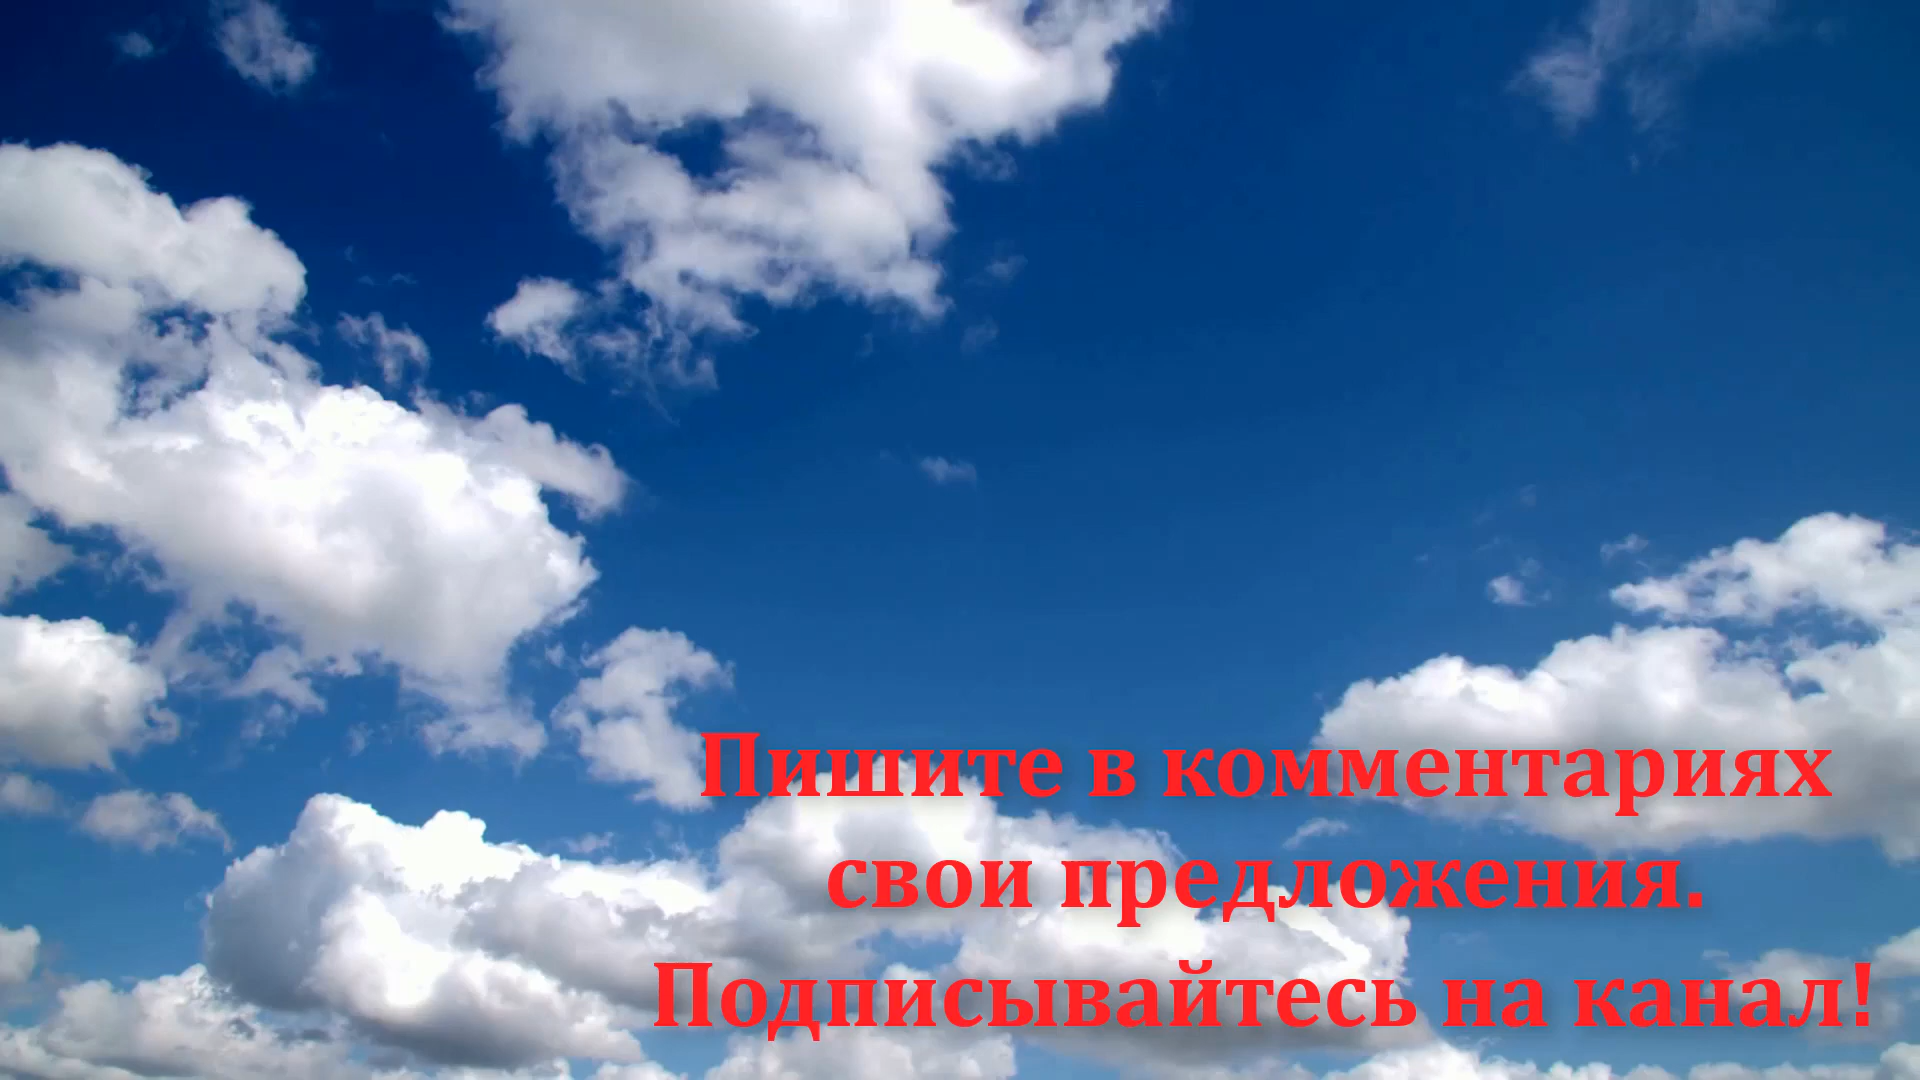 Пишите в комментариях
свои предложения.
Подписывайтесь на канал!